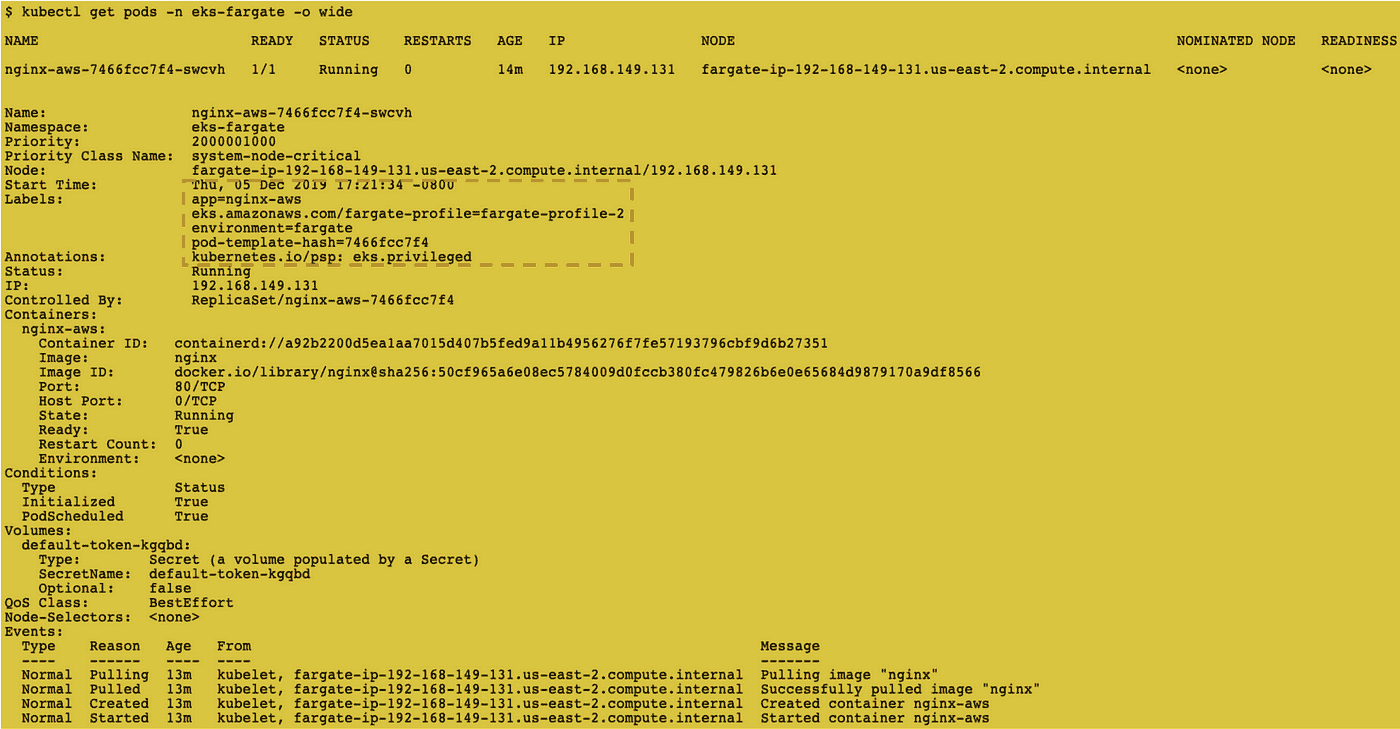 $ kubectl get pods -n eks-fargate -o wide
NAME READY STATUS RESTARTS AGE IP NODE NOMINATED NODE READINESS
nginx-aws-7466fcc7f4-swcvh 1/1 Running 0 14m 192.168.149.131 fargate-ip-192-168-149-131.us-east-2.compute.internal <none> <none>
Name: nginx-aws-7466fcc7f4-swcvh
Namespace: eks-fargate
Priority: 2000001000
Priority Class Name: system-node-critical
Node: fargate-ip-192-168-149-131.us-east-2.compute.internal/192.168.149.131
Start Time: Thu, 05 Dec 2019 17:21:34 -0800
Labels: app=nginx-aws
eks.amazonaws.com/fargate-profile=fargate-profile-2
environment=fargate
pod-template-hash=7466fcc7f4
Annotations: kubernetes.io/psp: eks.privileged
Status: Running
IP: 192.168.149.131
Controlled By: ReplicaSet/nginx-aws-7466fcc7f4
Containers:
nginx-aws:
Container ID: containerd://a92b2200d5ea1aa7015d407b5fed9a11b4956276f7fe57193796cbf9d6b27351
Image: nginx
Image ID: docker.io/library/nginx@sha256:50cf965a6e08ec5784009d0fccb380fc479826b6e0e65684d9879170a9df8566
Port: 80/TCP
Host Port: 0/TCP
State: Running
Ready: True
Restart Count: 0
Environment: <none>
Conditions:
Type Status
Initialized True
PodScheduled True
Volumes:
default-token-kgqbd:
Type: Secret (a volume populated by a Secret)
SecretName: default-token-kgqbd
Optional: false
QoS Class: BestEffort
Node-Selectors: <none>
Events:
Type Reason Age From Message
---- ------ ---- ---- -------
Normal Pulling 13m kubelet, fargate-ip-192-168-149-131.us-east-2.compute.internal Pulling image "nginx"
Normal Pulled 13m kubelet, fargate-ip-192-168-149-131.us-east-2.compute.internal Successfully pulled image "nginx"
Normal Created 13m kubelet, fargate-ip-192-168-149-131.us-east-2.compute.internal Created container nginx-aws
Normal Started 13m kubelet, fargate-ip-192-168-149-131.us-east-2.compute.internal Started container nginx-aws